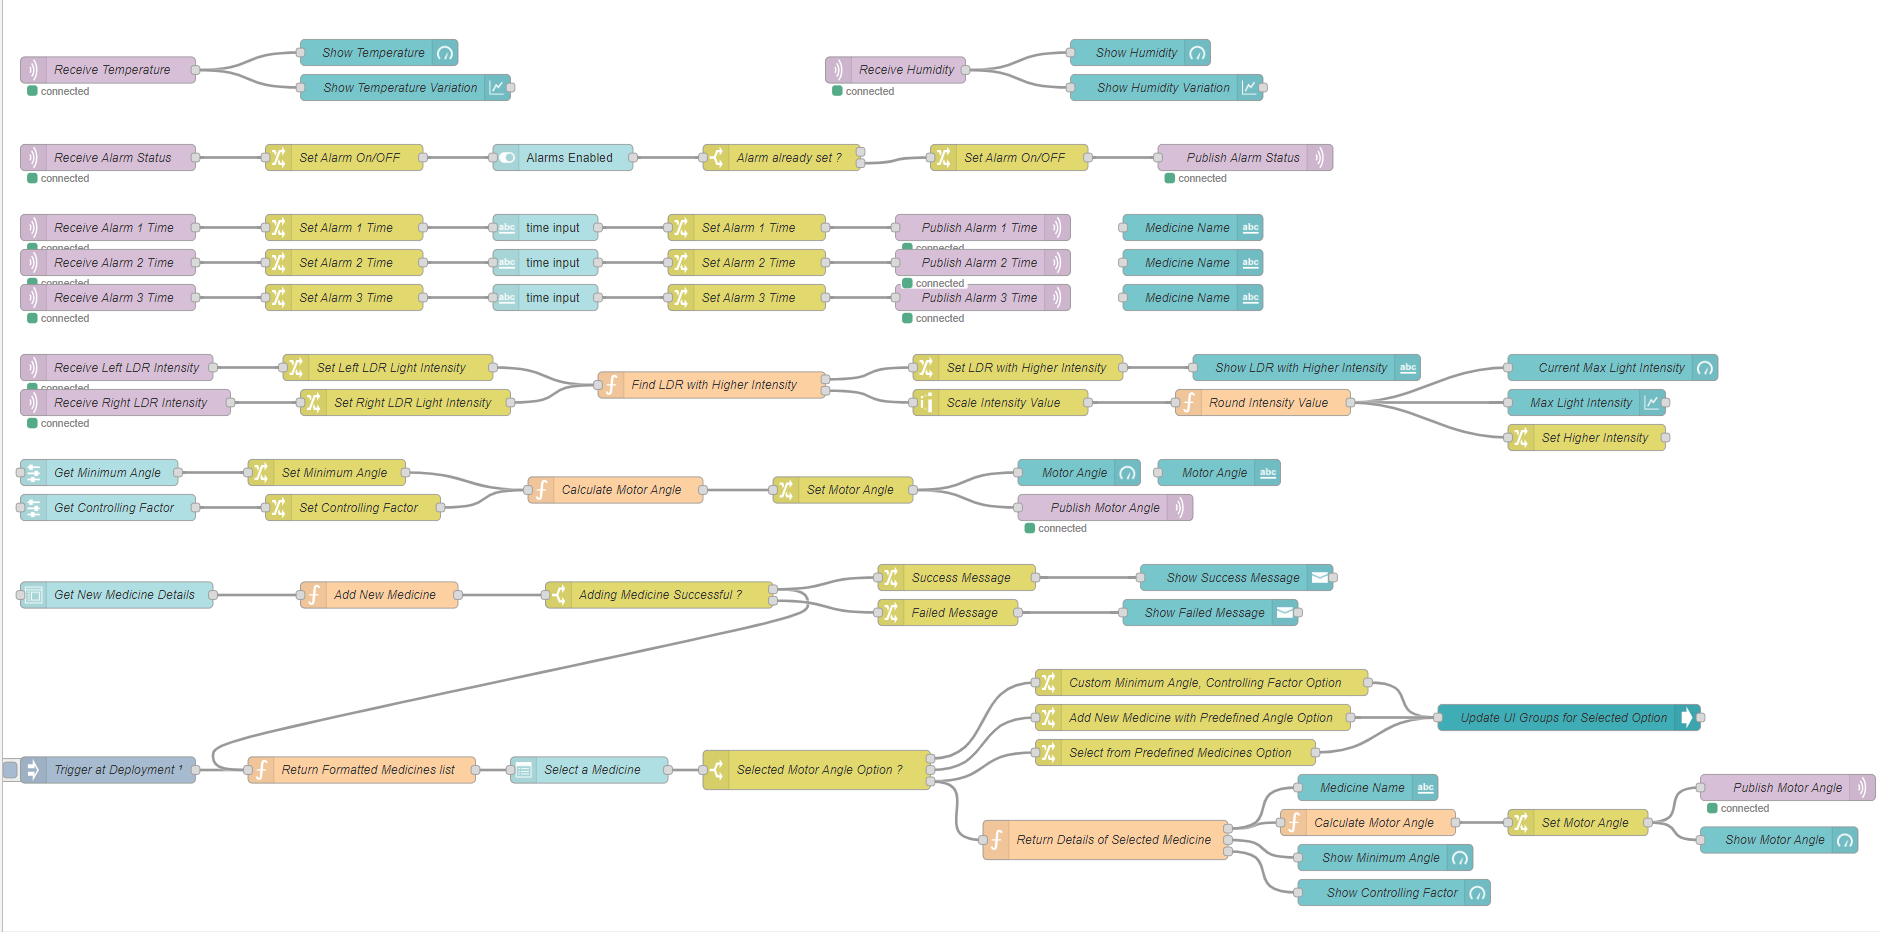 Show Temperature
Receive Temperature
connected
Show Temperature Variation
Show Humidity
Receive Humidity
connected
Show Humidity Variation
Receive Alarm Status
connected
Set Alarm On/OFF
Alarms Enabled
Alarm already set ?
Set Alarm On/OFF
Publish Alarm Status
connected
Receive Alarm 1 Time
connected
Set Alarm 1 Time
abc
time input
Set Alarm 1 Time
Publish Alarm 1 Time
connected
Medicine Name
abc
Receive Alarm 2 Time
connected
Set Alarm 2 Time
abc
time input
Set Alarm 2 Time
Publish Alarm 2 Time
connected
Medicine Name
abc
Receive Alarm 3 Time
connected
Set Alarm 3 Time
abc
time input
Set Alarm 3 Time
Publish Alarm 3 Time
connected
Medicine Name
abc
Receive Left LDR Intensity
connected
Set Left LDR Light Intensity
Receive Right LDR Intensity
connected
Set Right LDR Light Intensity
Find LDR with Higher Intensity
Set LDR with Higher Intensity
Show LDR with Higher Intensity
abc
Scale Intensity Value
Round Intensity Value
Current Max Light Intensity
Max Light Intensity
Set Higher Intensity
Get Minimum Angle
Set Minimum Angle
Get Controlling Factor
Set Controlling Factor
Calculate Motor Angle
Set Motor Angle
Motor Angle
Motor Angle
abc
Publish Motor Angle
connected
Get New Medicine Details
Add New Medicine
Adding Medicine Successful ?
Success Message
Show Success Message
Failed Message
Show Failed Message
Trigger at Deployment ¹
Return Formatted Medicines list
Select a Medicine
Selected Motor Angle Option ?
Custom Minimum Angle, Controlling Factor Option
Add New Medicine with Predefined Angle Option
Select from Predefined Medicines Option
Update UI Groups for Selected Option
Return Details of Selected Medicine
Medicine Name
abc
Calculate Motor Angle
Set Motor Angle
Publish Motor Angle
connected
Show Motor Angle
Show Minimum Angle
Show Controlling Factor